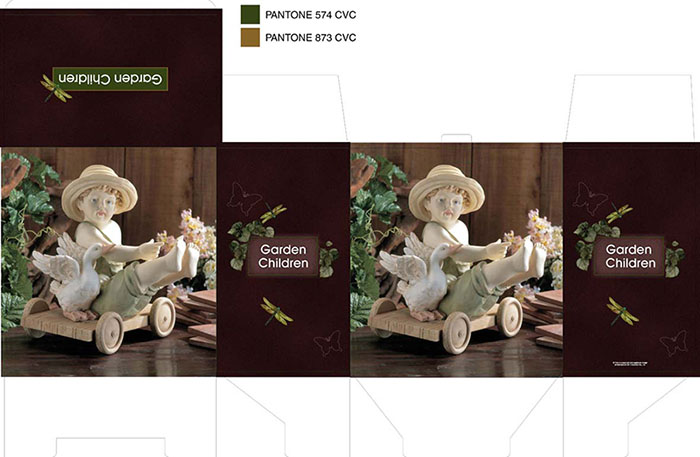 PANTONE 574 CVC
PANTONE 873 CVC
Garden Children
Garden
Children
Garden
Children